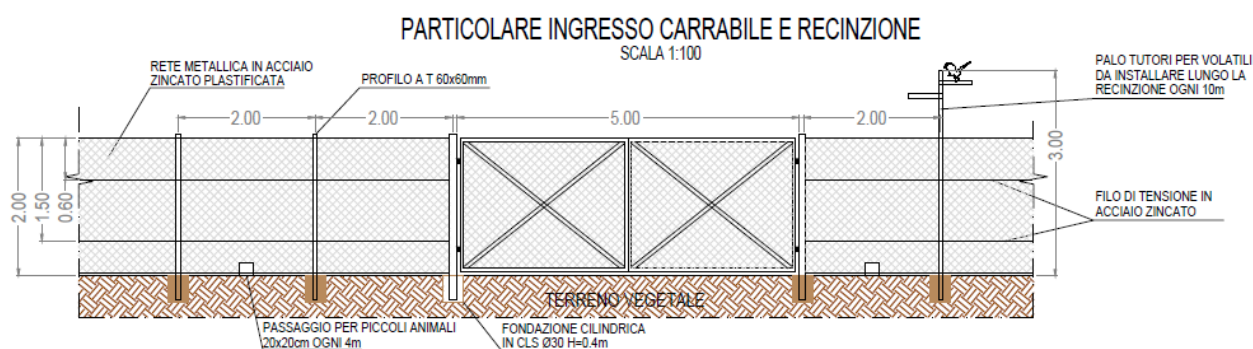 PARTICOLARE INGRESSO CARRABILE E RECINZIONE
SCALA 1:100
RETE METALLICA IN ACCIAIO
ZINCATO PLASTIFICATA
PROFILO A T 60x60mm
PALO TUTORI PER VOLATILI
DA INSTALLARE LUNGO LA
RECINZIONE OGNI 10m
2.00
2.00
5.00
2.00
3.00
2.00
1.50
0.60
FILO DI TENSIONE IN
ACCIAIO ZINCATO
TERRENO VEGETALE
PASSAGGIO PER PICCOLI ANIMALI
20x20cm OGNI 4m
FONDAZIONE CILINDRICA
IN CLS Ø30 H=0.4m